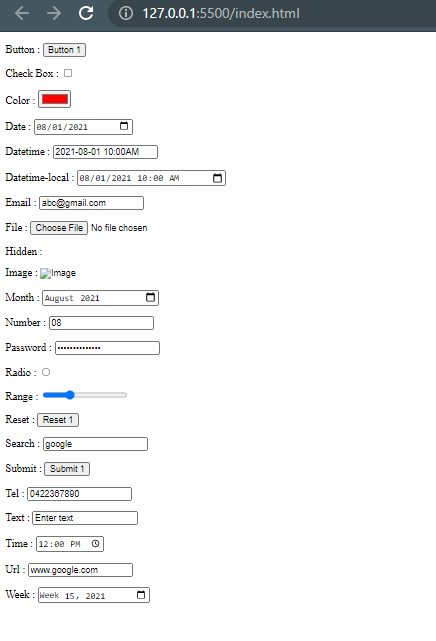 127.0.0.1:5500/index.html
Button : Button 1
Check Box :
Color :
Date : 08/01/2021
Datetime : 2021-08-01 10:00AM
Datetime-local : 08/01/2021 10:00 AM
Email : abc@gmail.com
File : Choose File No file chosen
Hidden :
Image : Image
Month : August 2021
Number : 08
Password : ••••••••••••••
Radio :
Range :
Reset : Reset 1
Search : google
Submit : Submit 1
Tel : 0422367890
Text : Enter text
Time : 12:00 PM
Url : www.google.com
Week : Week 15, 2021